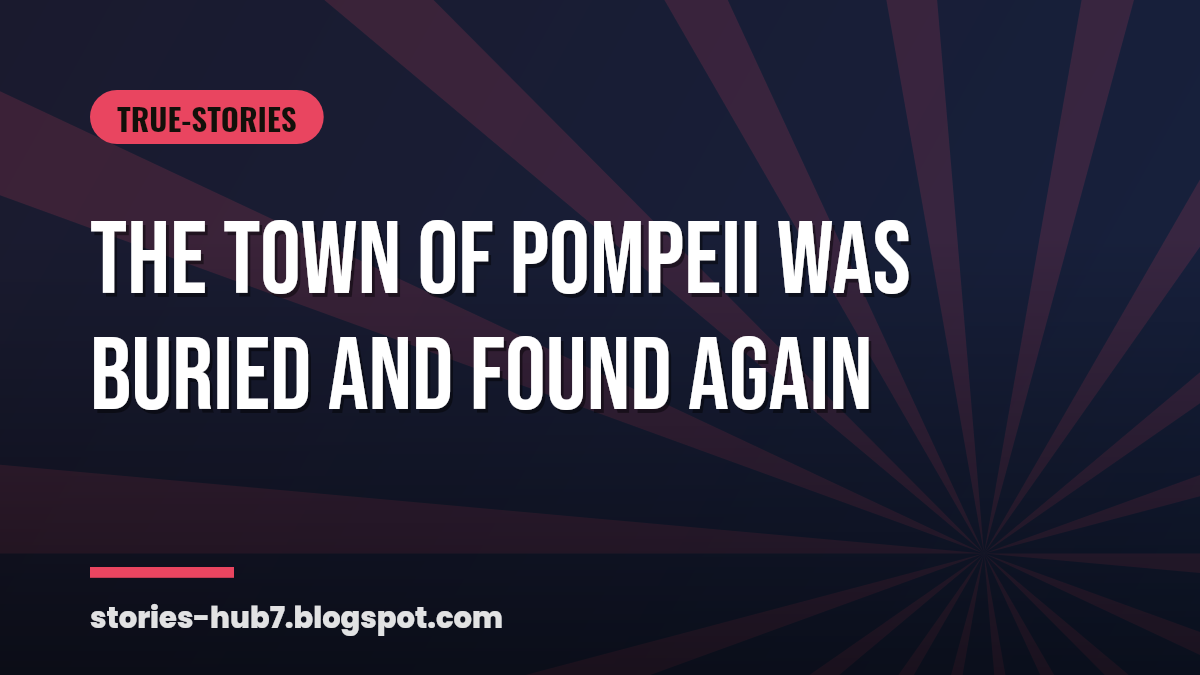 TRUE-STORIES
THE TOWN OF POMPEII WAS
BURIED AND FOUND AGAIN
stories-hub7.blogspot.com